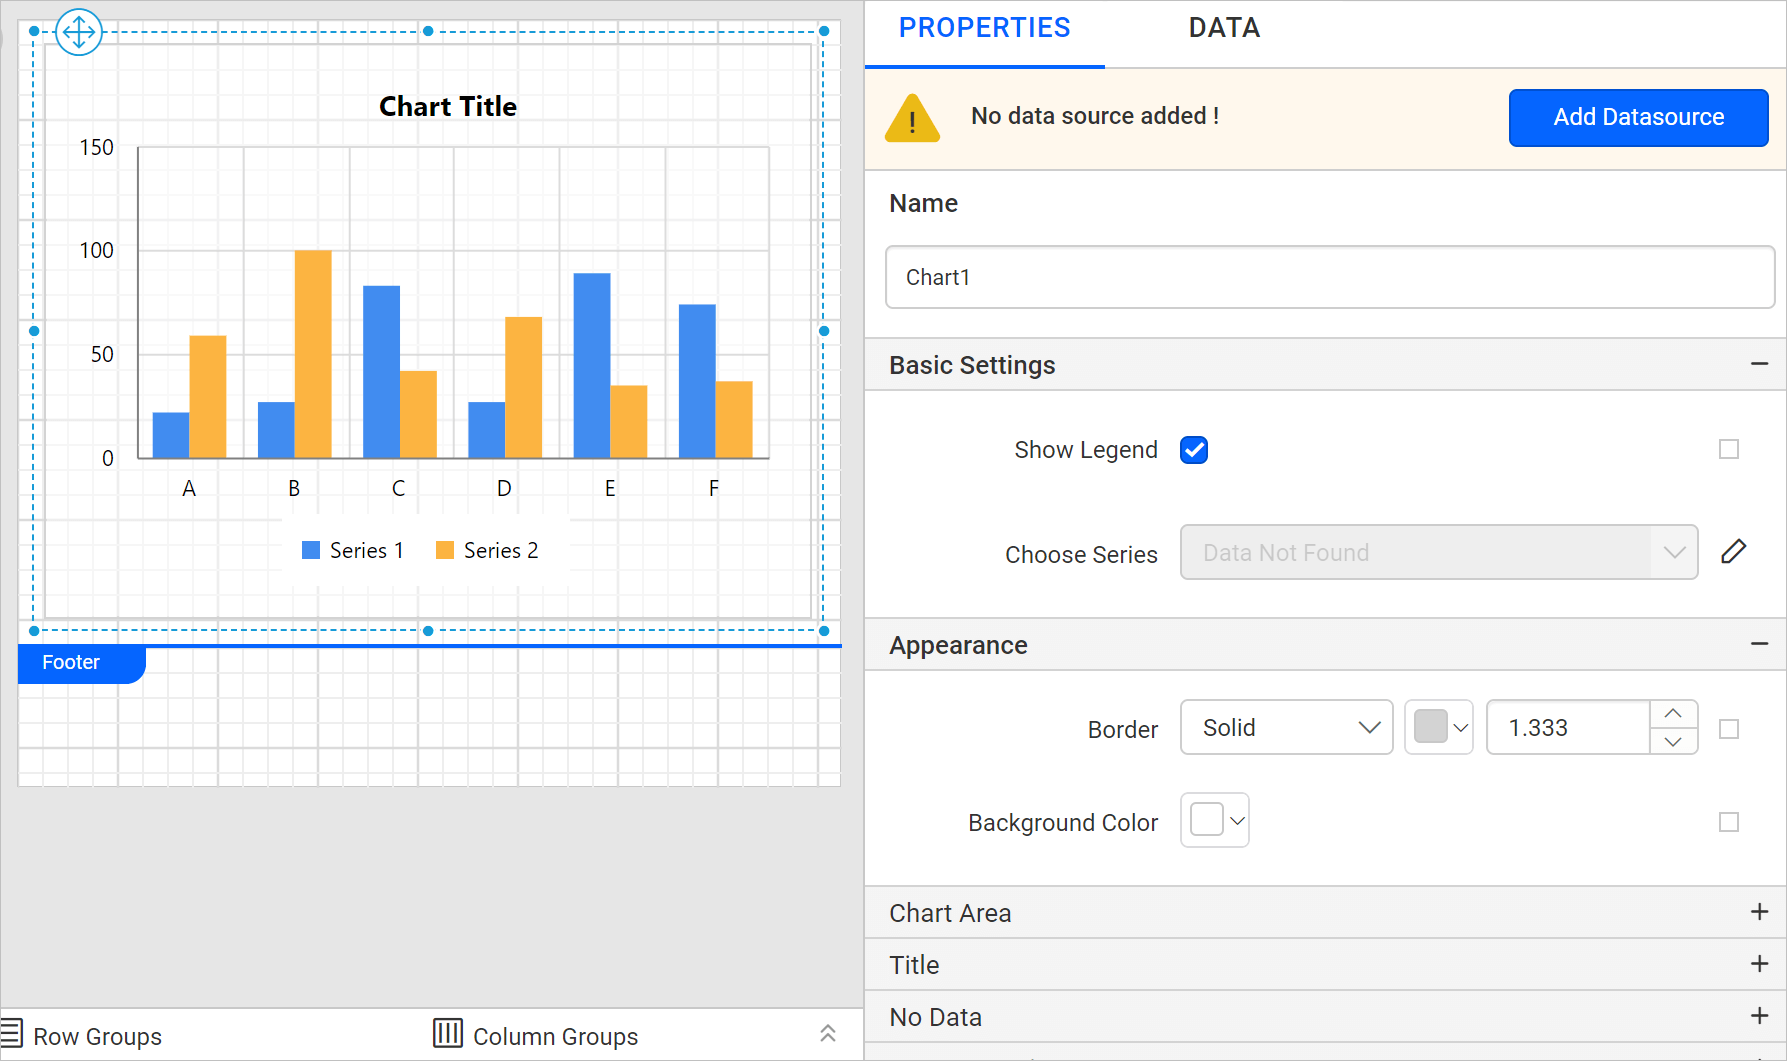 PROPERTIES
DATA
No data source added !
Add Datasource
Name
Chart1
Basic Settings
Show Legend
Choose Series
Data Not Found
Appearance
Border
Solid
1.333
Background Color
Chart Area
Title
No Data
Chart Title
150
100
50
0
A B C D E F
Series 1 Series 2
Footer
Row Groups
Column Groups